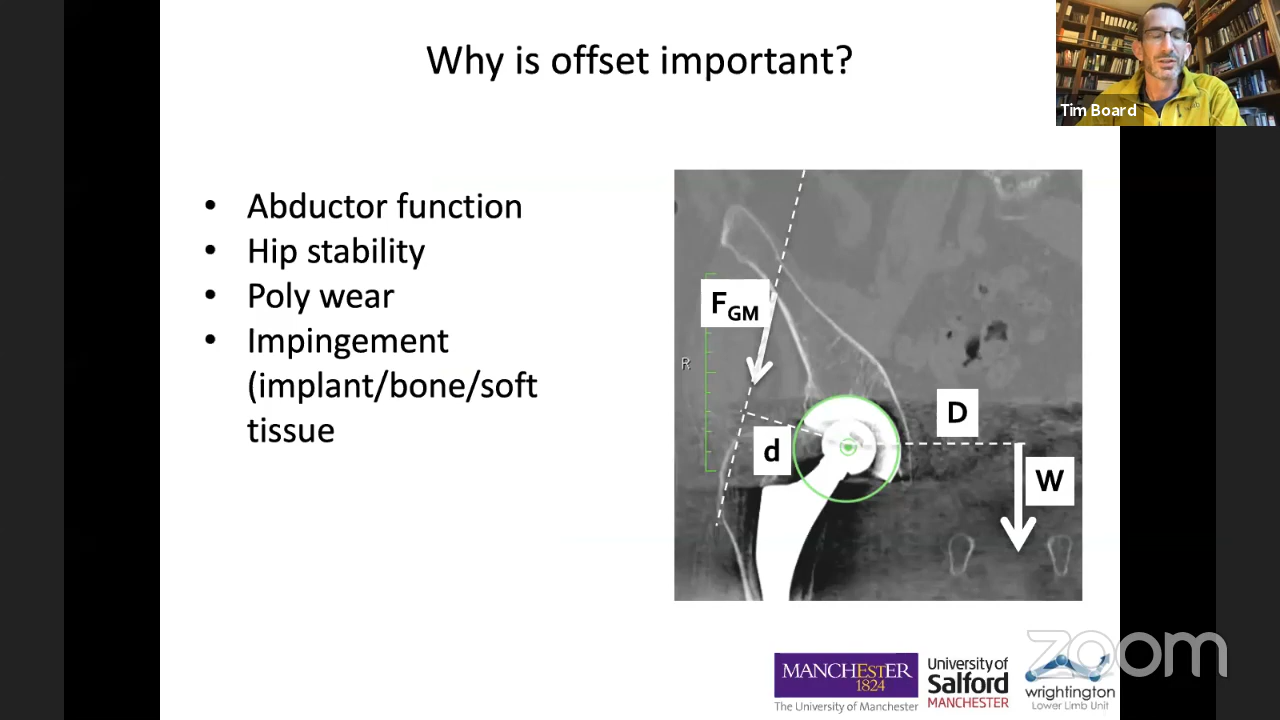 Why is offset important?
Tim Board
• Abductor function
• Hip stability
• Poly wear
• Impingement
(implant/bone/soft
tissue
F_GM
R
D
d
W
MANCHESTER
1824
The University of Manchester
University of
Salford
MANCHESTER
wrightington
Lower Limb Unit
zoom